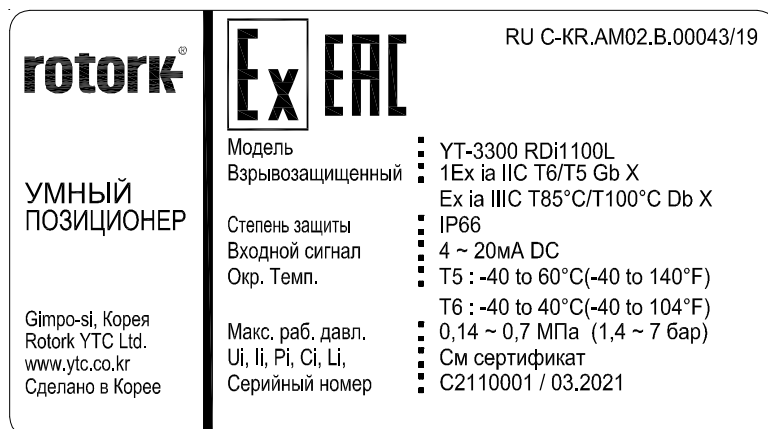 rotork®
УМНЫЙ
ПОЗИЦИОНЕР
Gimpo-si, Корея
Rotork YTC Ltd.
www.ytc.co.kr
Сделано в Корее
Ex EAC
RU C-KR.AM02.B.00043/19
Модель : YT-3300 RDi1100L
Взрывозащищенный : 1Ex ia IIC T6/T5 Gb X
Ex ia IIIC T85°C/T100°C Db X
Степень защиты : IP66
Входной сигнал : 4 ~ 20мА DC
Окр. Темп. : T5 : -40 to 60°C(-40 to 140°F)
T6 : -40 to 40°C(-40 to 104°F)
Макс. раб. давл. : 0,14 ~ 0,7 МПа (1,4 ~ 7 бар)
Ui, Ii, Pi, Ci, Li, : См сертификат
Серийный номер : C2110001 / 03.2021